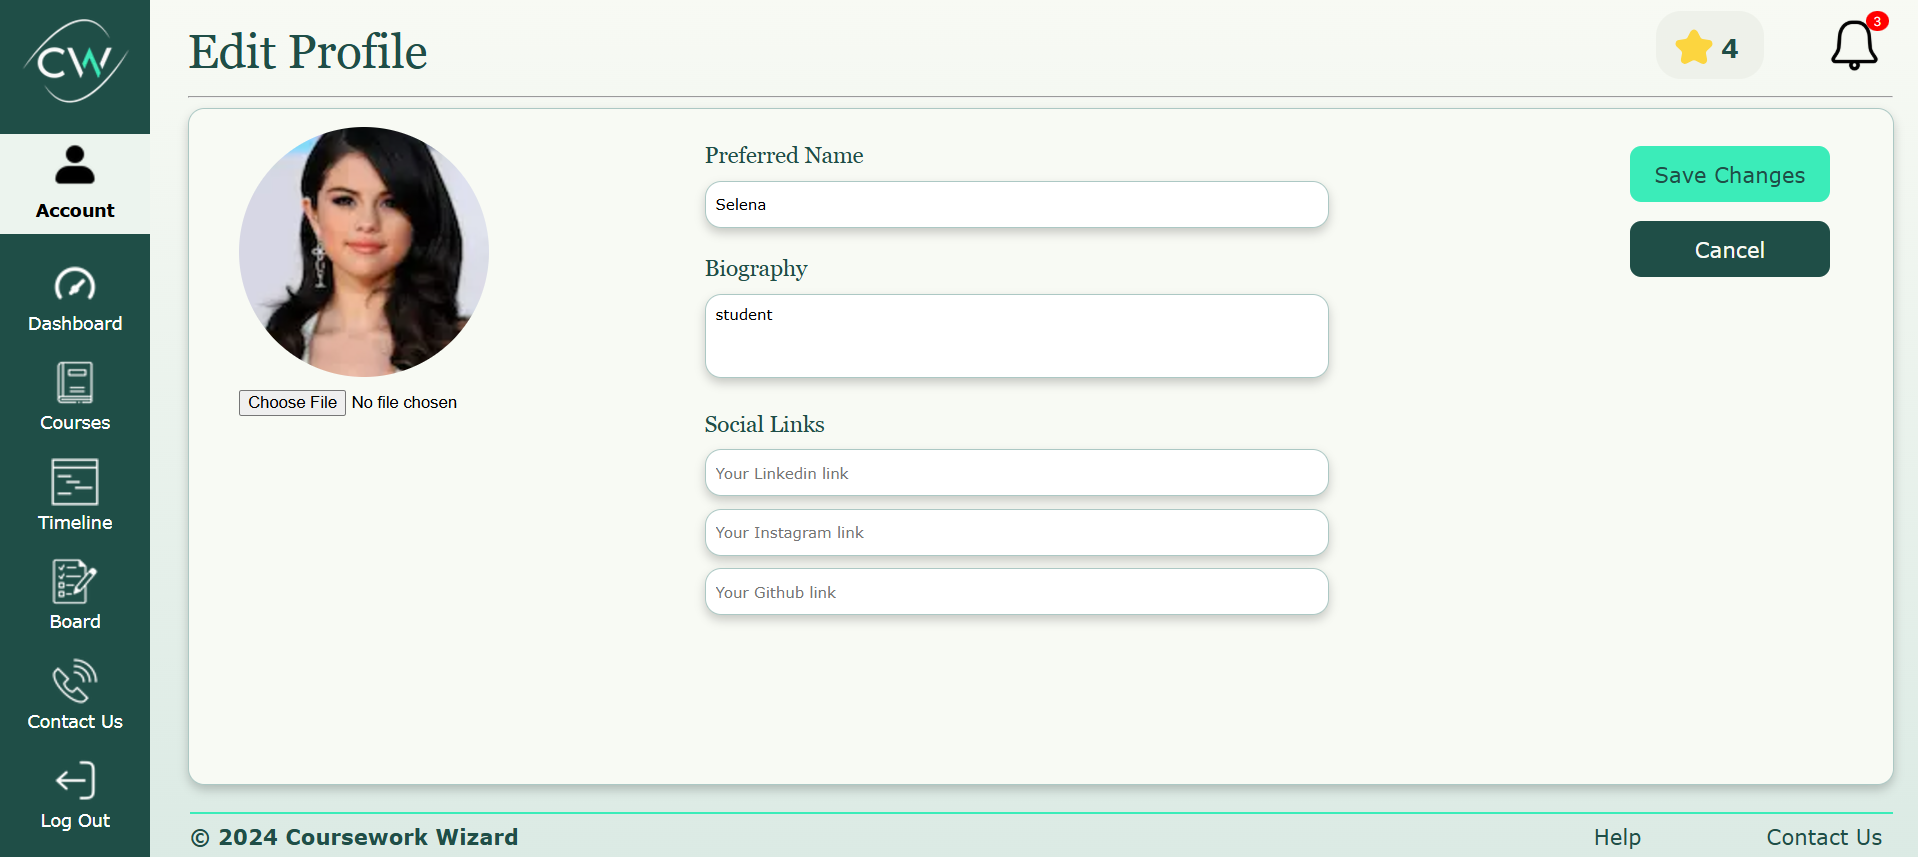 CW
Account
Dashboard
Courses
Timeline
Board
Contact Us
Log Out
Edit Profile
4
3
Choose File No file chosen
Preferred Name
Selena
Biography
student
Social Links
Your Linkedin link
Your Instagram link
Your Github link
Save Changes
Cancel
© 2024 Coursework Wizard
Help
Contact Us